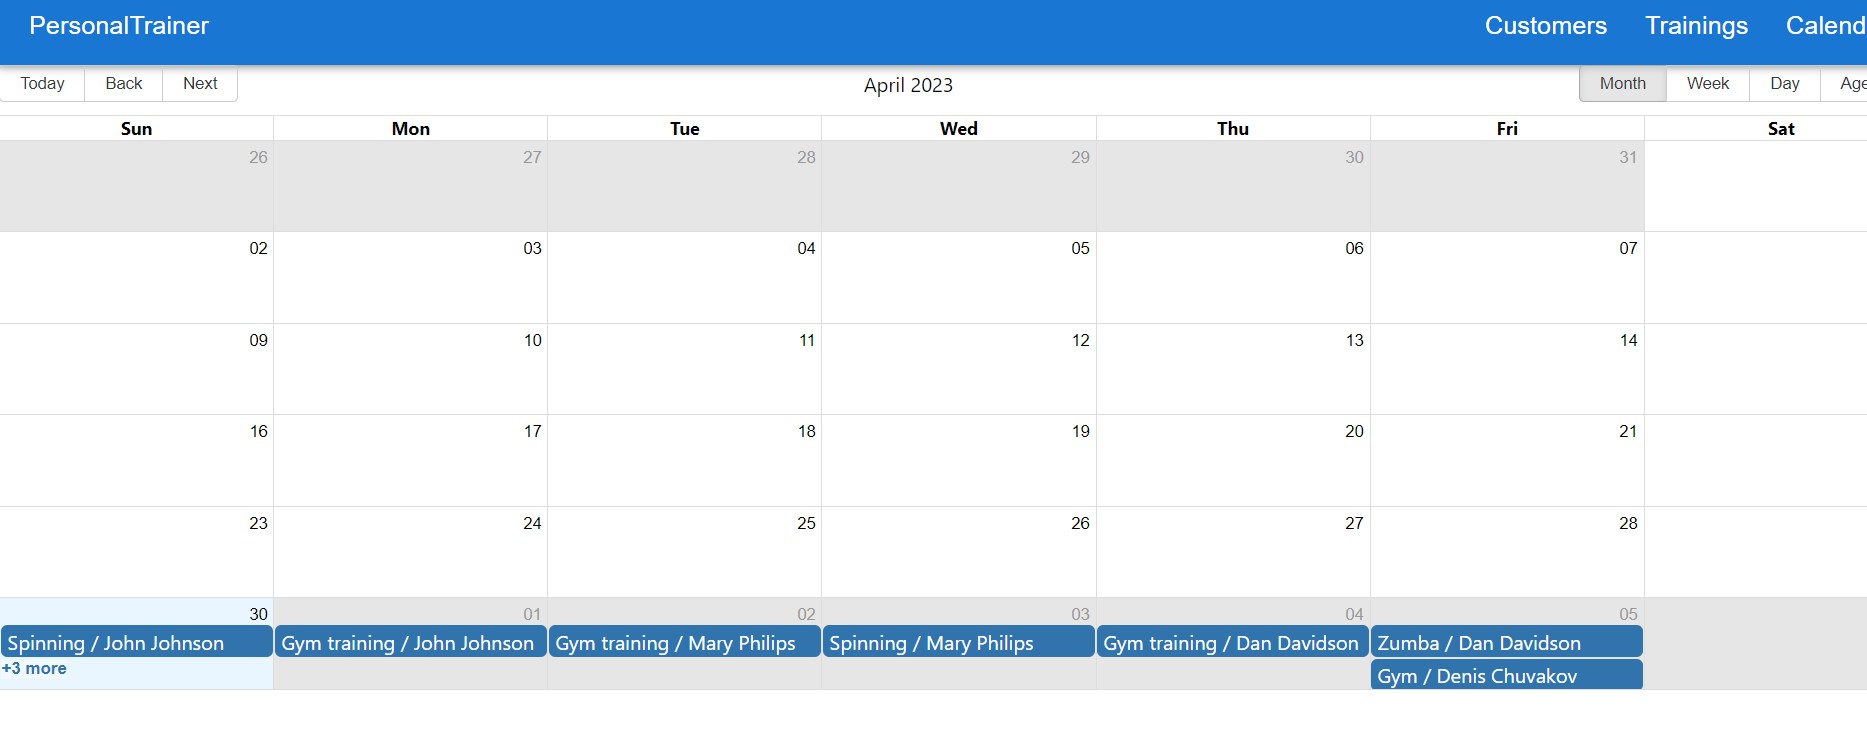 PersonalTrainer Customers Trainings Calend
Today Back Next April 2023 Month Week Day Age
Sun Mon Tue Wed Thu Fri Sat
26 27 28 29 30 31
02 03 04 05 06 07
09 10 11 12 13 14
16 17 18 19 20 21
23 24 25 26 27 28
30 01 02 03 04 05
Spinning / John Johnson Gym training / John Johnson Gym training / Mary Philips Spinning / Mary Philips Gym training / Dan Davidson Zumba / Dan Davidson
+3 more Gym / Denis Chuvakov